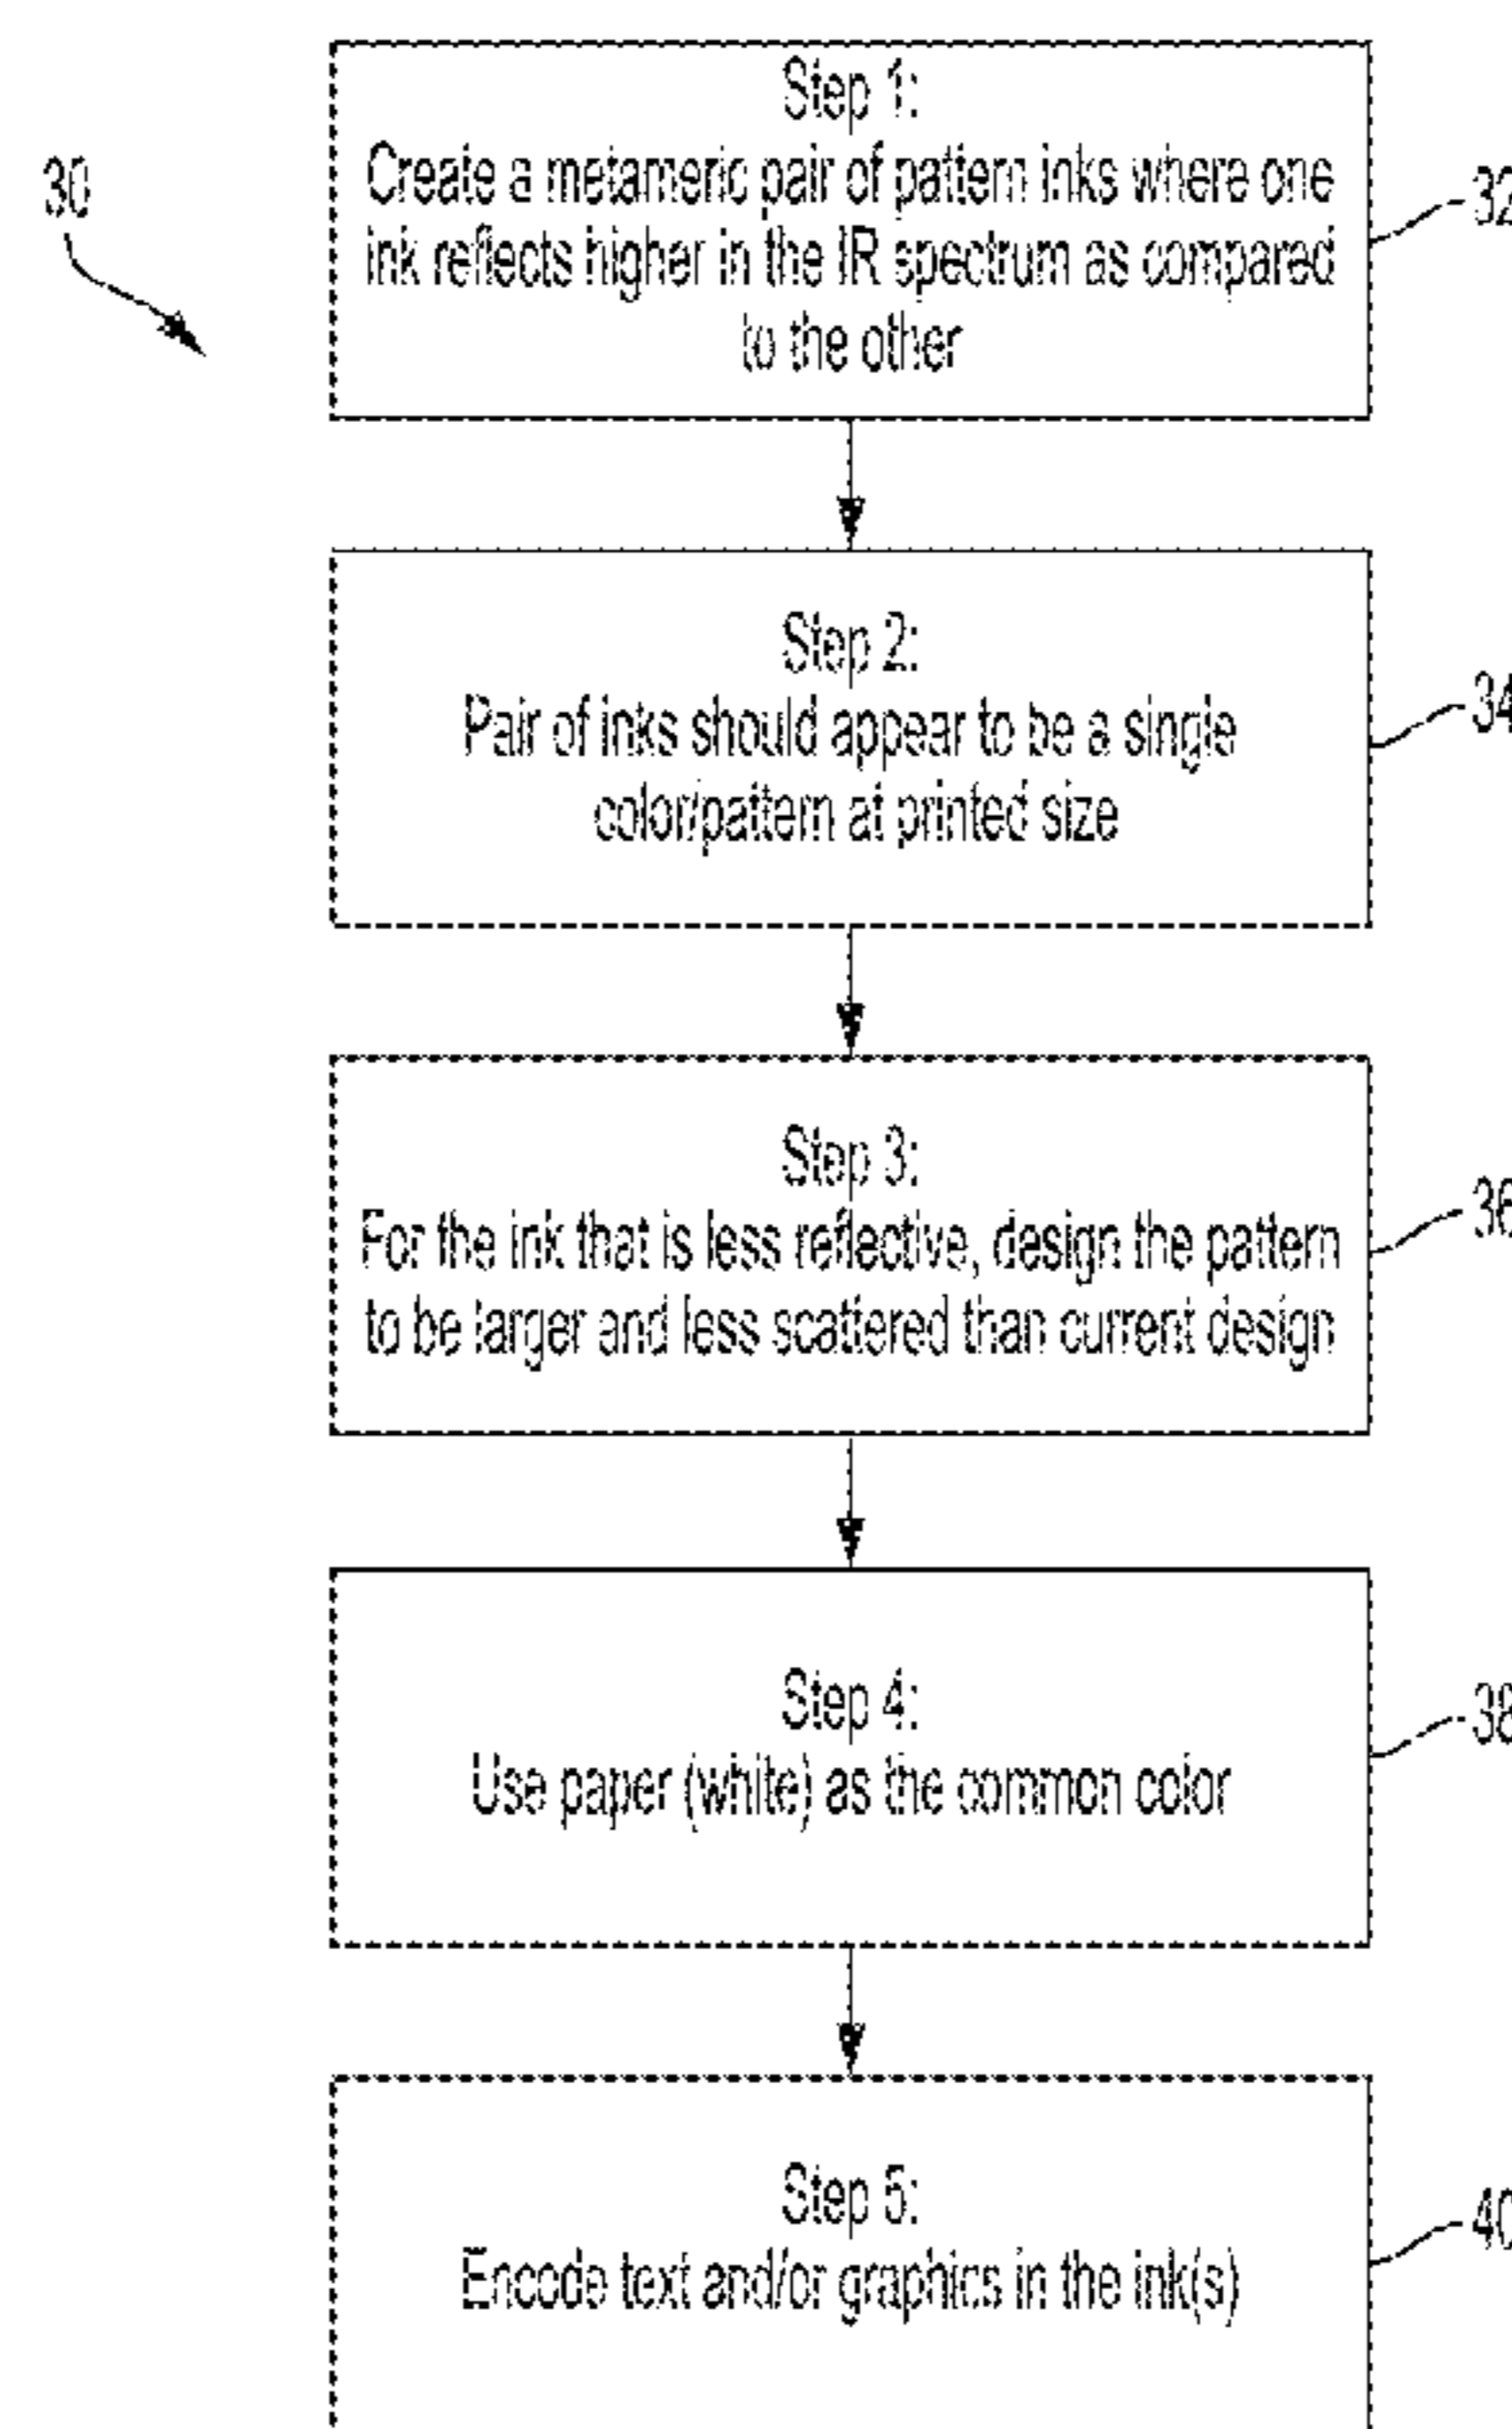 30
Step 1:
Create a metameric pair of pattern inks where one
ink reflects higher in the IR spectrum as compared
to the other
32
Step 2:
Pair of inks should appear to be a single
color/pattern at printed size
34
Step 3:
For the ink that is less reflective, design the pattern
to be larger and less scattered than current design
36
Step 4:
Use paper (white) as the common color
38
Step 5:
Encode text and/or graphics in the ink(s)
40